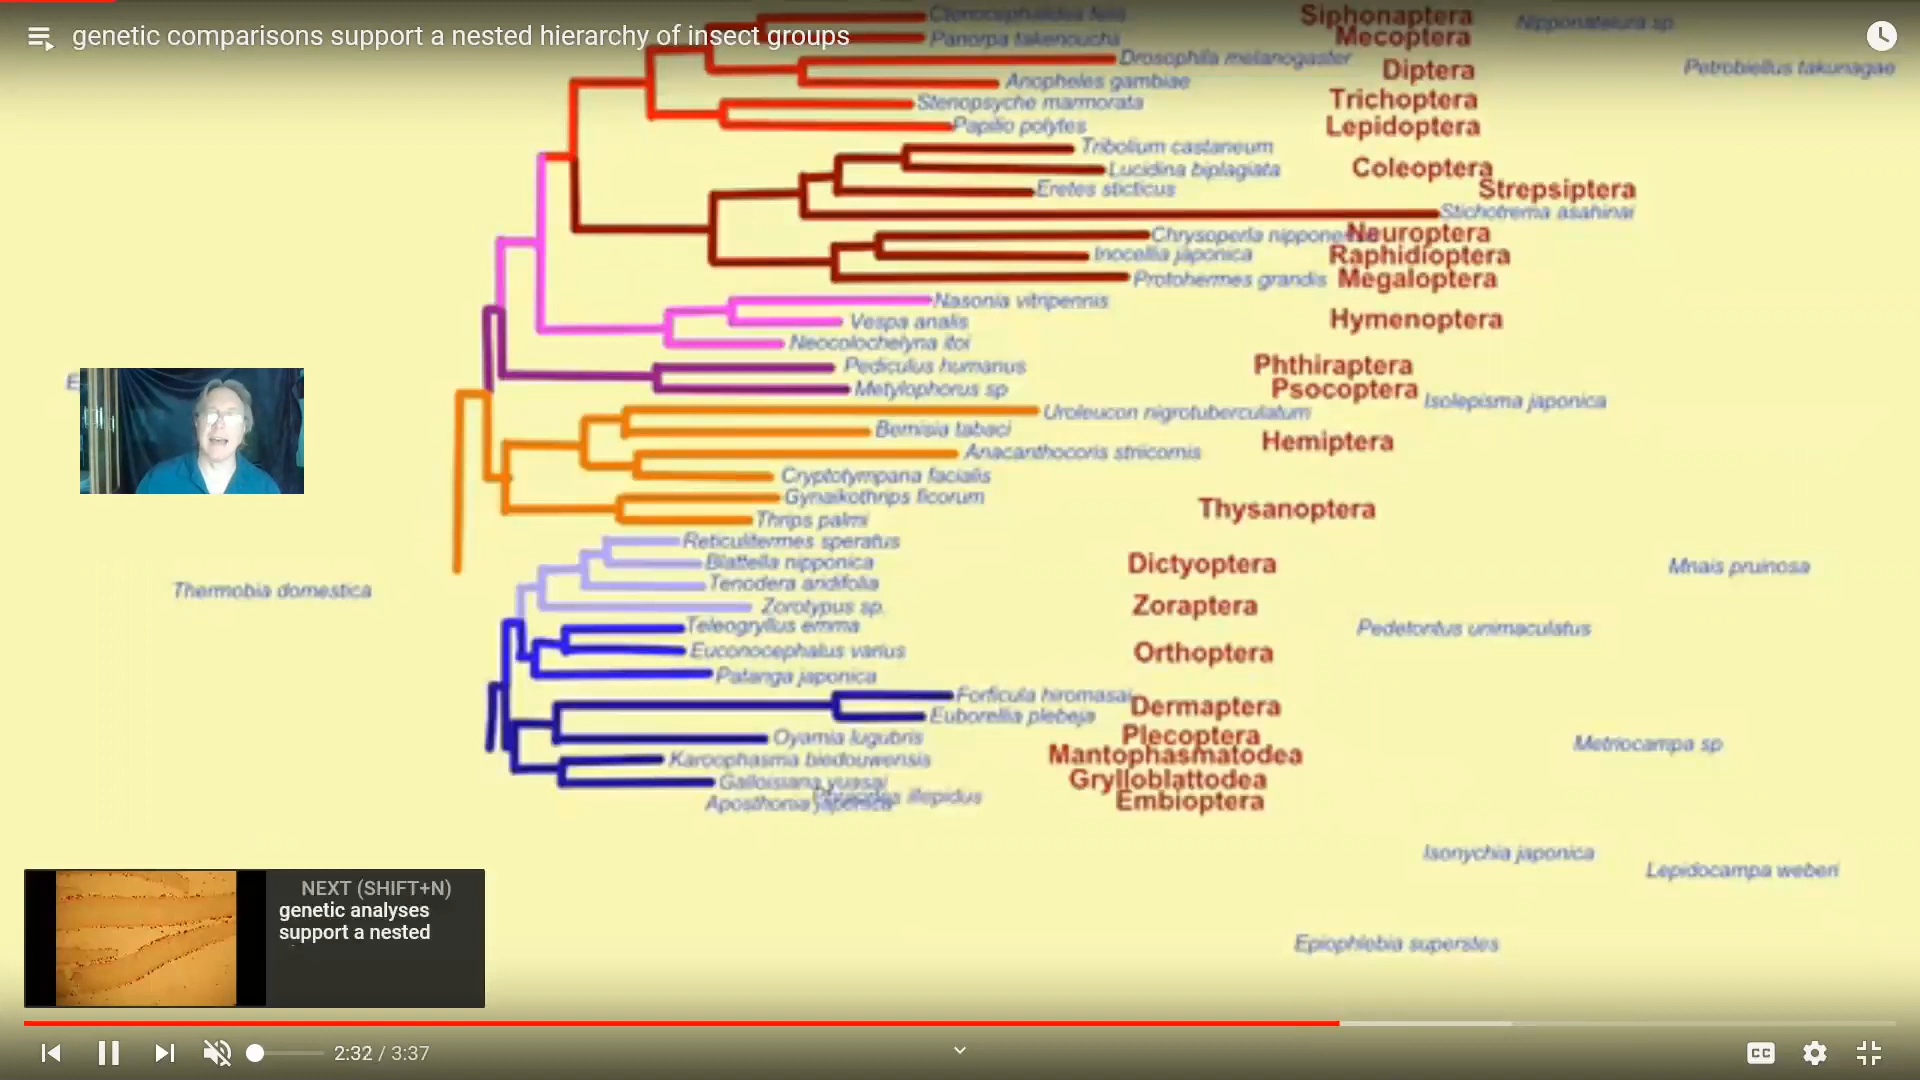 genetic comparisons support a nested hierarchy of insect groups
Ctenocephalidea felis
Siphonaptera
Nipponatelura sp
Panorpa takenouchii
Mecoptera
Drosophila melanogaster
Diptera
Petrobiellus takunagae
Anopheles gambiae
Stenopsyche marmorata
Trichoptera
Papilio polytes
Lepidoptera
Tribolium castaneum
Lucidina biplagiata
Coleoptera
Eretes sticticus
Strepsiptera
Stichotrema asahinai
Chrysoperla
Neuroptera
Inocellia japonica
Raphidioptera
Protohermes grandis
Megaloptera
Nasonia vitripennis
Vespa analis
Hymenoptera
Neocolochelyna itoi
Pediculus humanus
Phthiraptera
Metylophorus sp
Psocoptera
Isolepisma japonica
Uroleucon nigrotuberculatum
Bemisia tabaci
Hemiptera
Anacanthocoris striicornis
Cryptotympana facialis
Gynaikothrips ficorum
Thysanoptera
Thrips palmi
Reticulitermes speratus
Blattella nipponica
Dictyoptera
Mnais pruinosa
Tenodera aridifolia
Thermobia domestica
Zorotypus sp.
Zoraptera
Teleogryllus emma
Pedetontus unimaculatus
Euconocephalus varius
Orthoptera
Patanga japonica
Forficula hiromasai
Dermaptera
Euborellia plebeja
Oyamia lugubris
Plecoptera
Metriocampa sp
Karoophasma biedouwensis
Mantophasmatodea
Galloisiana yuasai
Grylloblattodea
illepidus
Aposthonia japonica
Embioptera
Isonychia japonica
Lepidocampa weberi
Epiophlebia superstes
NEXT (SHIFT+N)
genetic analyses
support a nested
2:32 / 3:37
CC